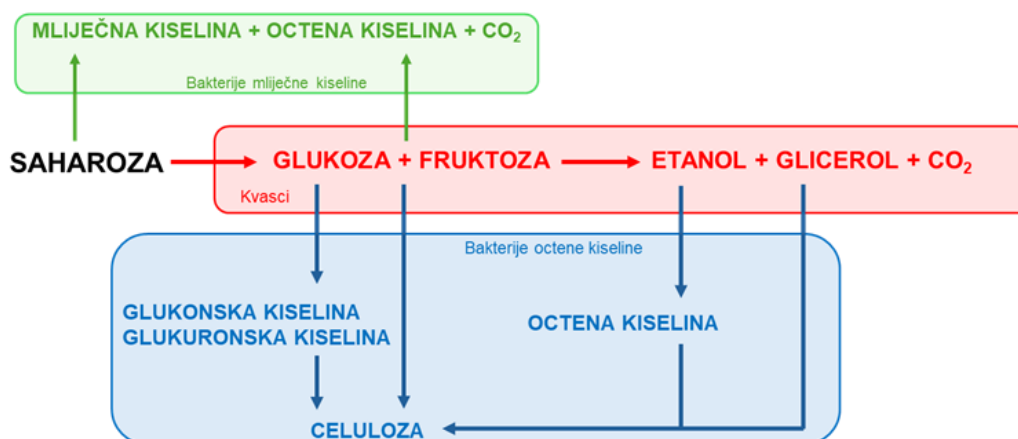 MLIJEČNA KISELINA + OCTENA KISELINA + CO₂
Bakterije mliječne kiseline
SAHAROZA
GLUKOZA + FRUKTOZA
ETANOL + GLICEROL + CO₂
Kvasci
Bakterije octene kiseline
GLUKONSKA KISELINA
GLUKURONSKA KISELINA
OCTENA KISELINA
CELULOZA